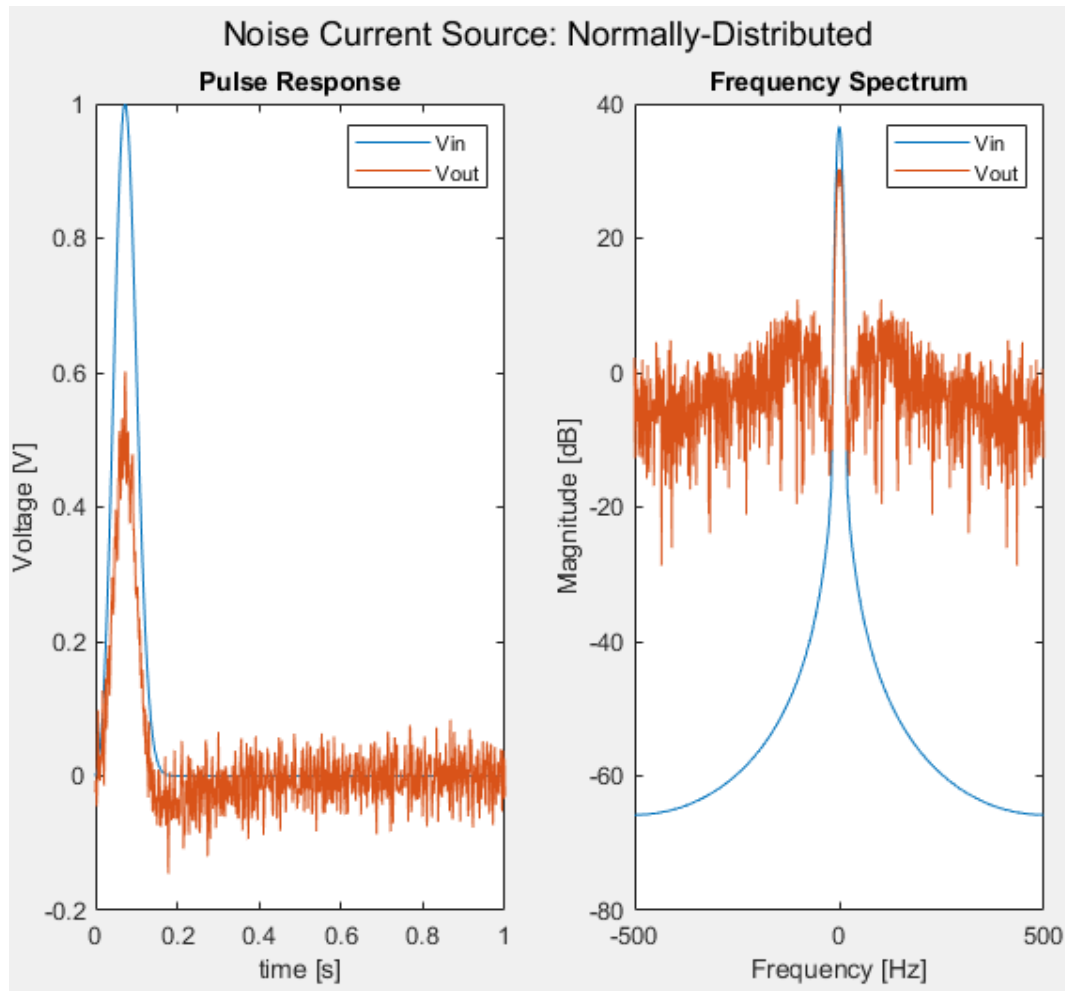 Noise Current Source: Normally-Distributed
Pulse Response
Vin
Vout
1
0.8
0.6
0.4
0.2
0
-0.2
Voltage [V]
0 0.2 0.4 0.6 0.8 1
time [s]
Frequency Spectrum
Vin
Vout
40
20
0
-20
-40
-60
-80
Magnitude [dB]
-500 0 500
Frequency [Hz]